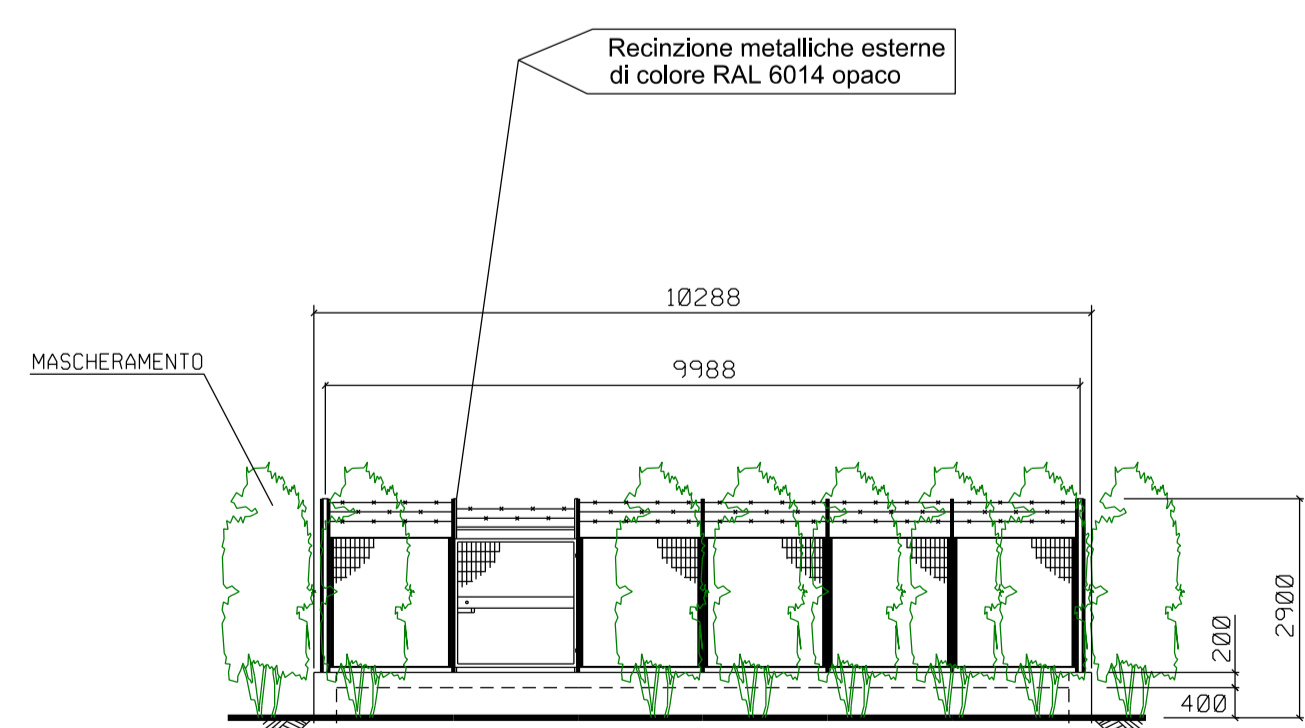 Recinzione metalliche esterne
di colore RAL 6014 opaco
10288
MASCHERAMENTO
9988
2900
200
400